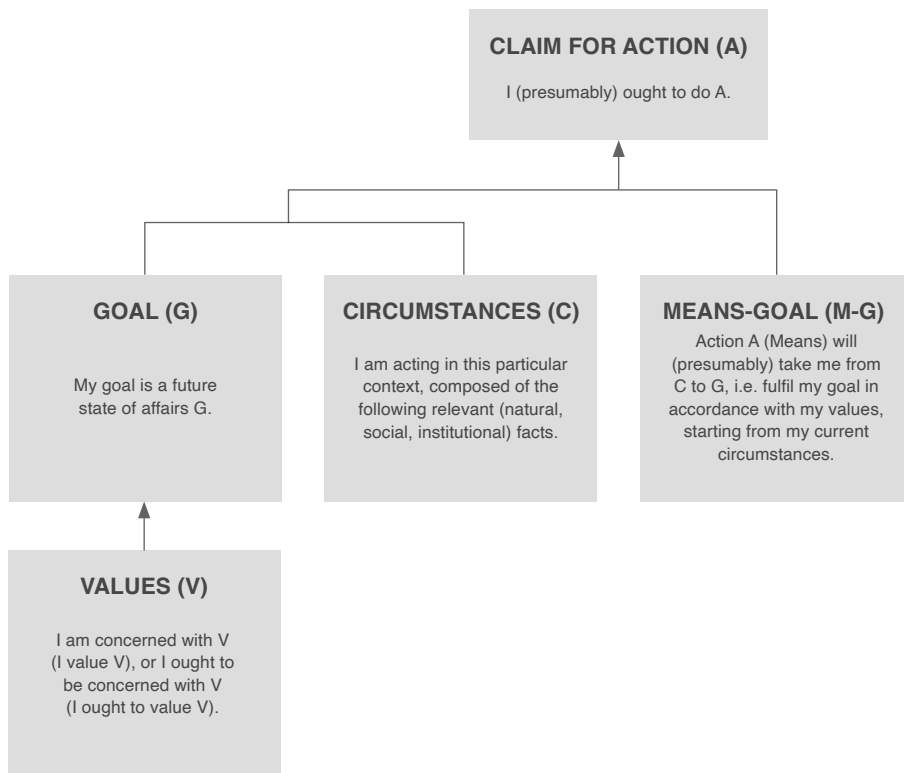 CLAIM FOR ACTION (A)
I (presumably) ought to do A.
GOAL (G)
My goal is a future
state of affairs G.
CIRCUMSTANCES (C)
I am acting in this particular
context, composed of the
following relevant (natural,
social, institutional) facts.
MEANS-GOAL (M-G)
Action A (Means) will
(presumably) take me from
C to G, i.e. fulfil my goal in
accordance with my values,
starting from my current
circumstances.
VALUES (V)
I am concerned with V
(I value V), or I ought to
be concerned with V
(I ought to value V).